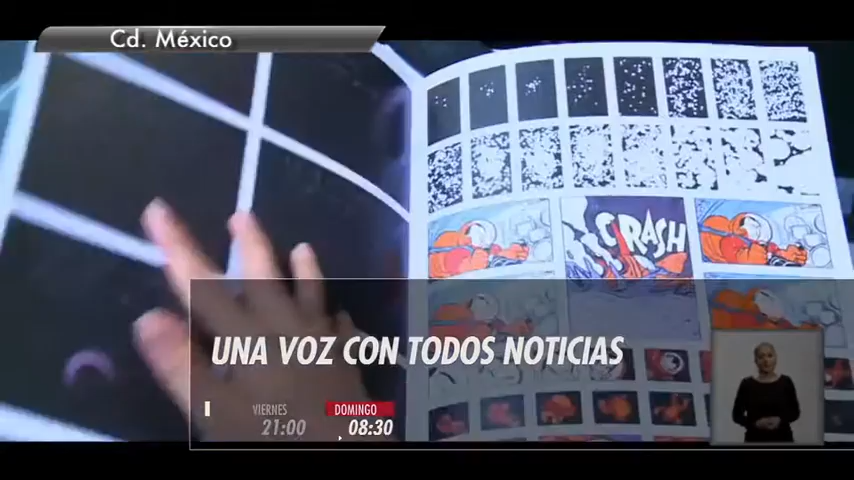 Cd. México
CRASH
UNA VOZ CON TODOS NOTICIAS
VIERNES
21:00
DOMINGO
08:30